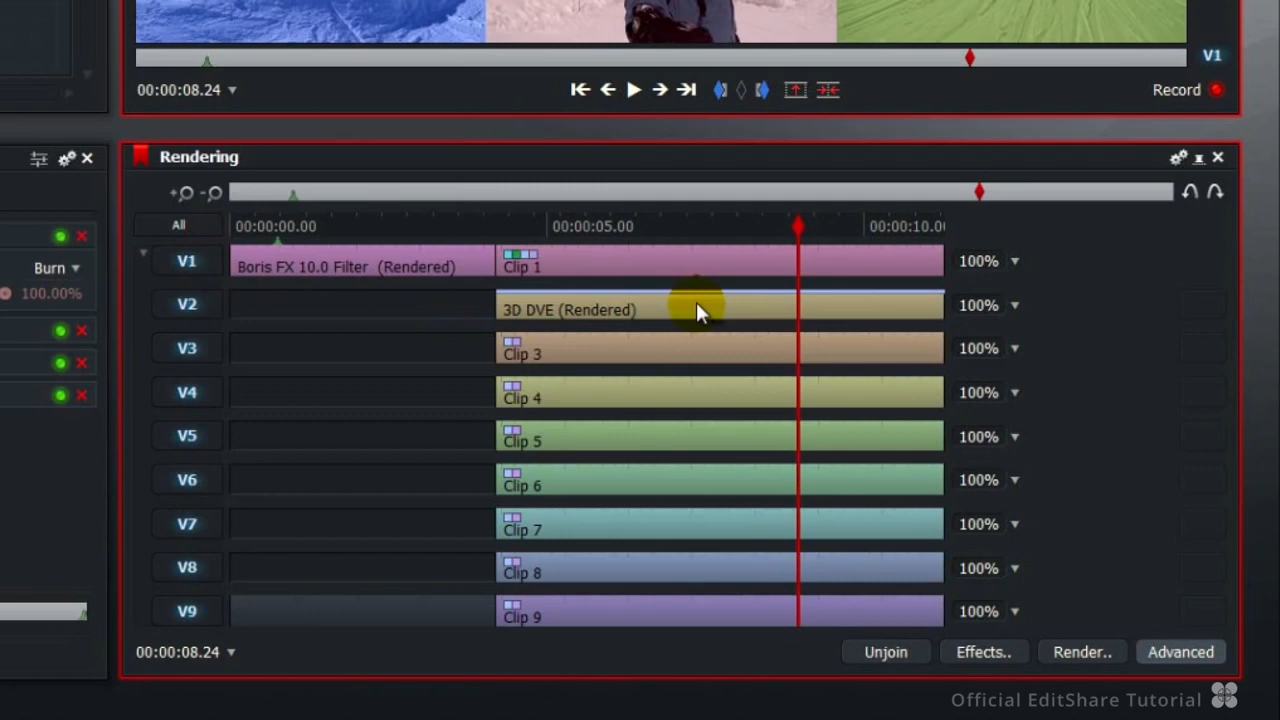 V1
00:00:08.24
Record
Rendering
All
00:00:00.00
00:00:05.00
00:00:10.0
V1
Boris FX 10.0 Filter (Rendered)
Clip 1
100%
Burn
100.00%
V2
3D DVE (Rendered)
100%
V3
Clip 3
100%
V4
Clip 4
100%
V5
Clip 5
100%
V6
Clip 6
100%
V7
Clip 7
100%
V8
Clip 8
100%
V9
Clip 9
100%
00:00:08.24
Unjoin
Effects..
Render..
Advanced
Official EditShare Tutorial